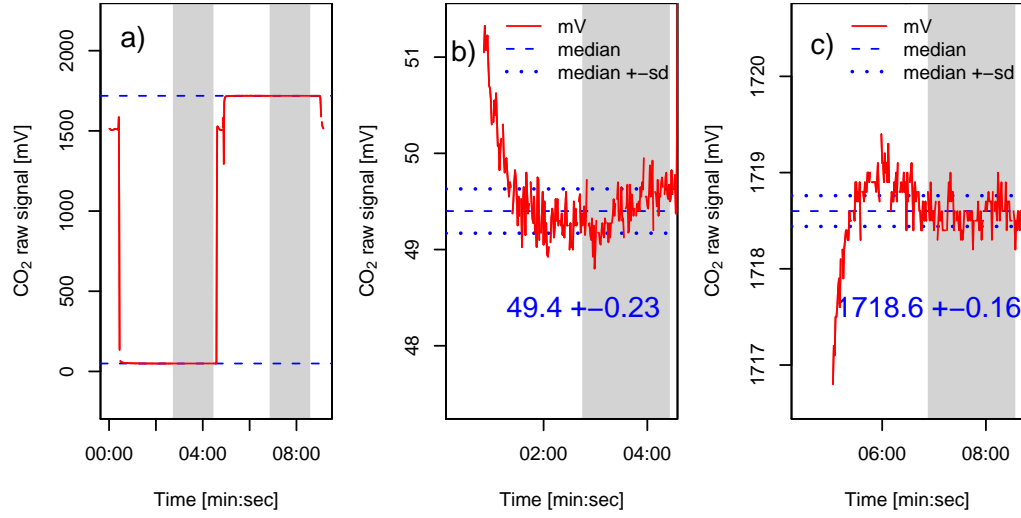 a)
CO2 raw signal [mV]
0
500
1000
1500
2000
00:00
04:00
08:00
Time [min:sec]
b)
mV
median
median +−sd
CO2 raw signal [mV]
48
49
50
51
49.4 +−0.23
02:00
04:00
Time [min:sec]
c)
mV
median
median +−sd
CO2 raw signal [mV]
1717
1718
1719
1720
1718.6 +−0.16
06:00
08:00
Time [min:sec]